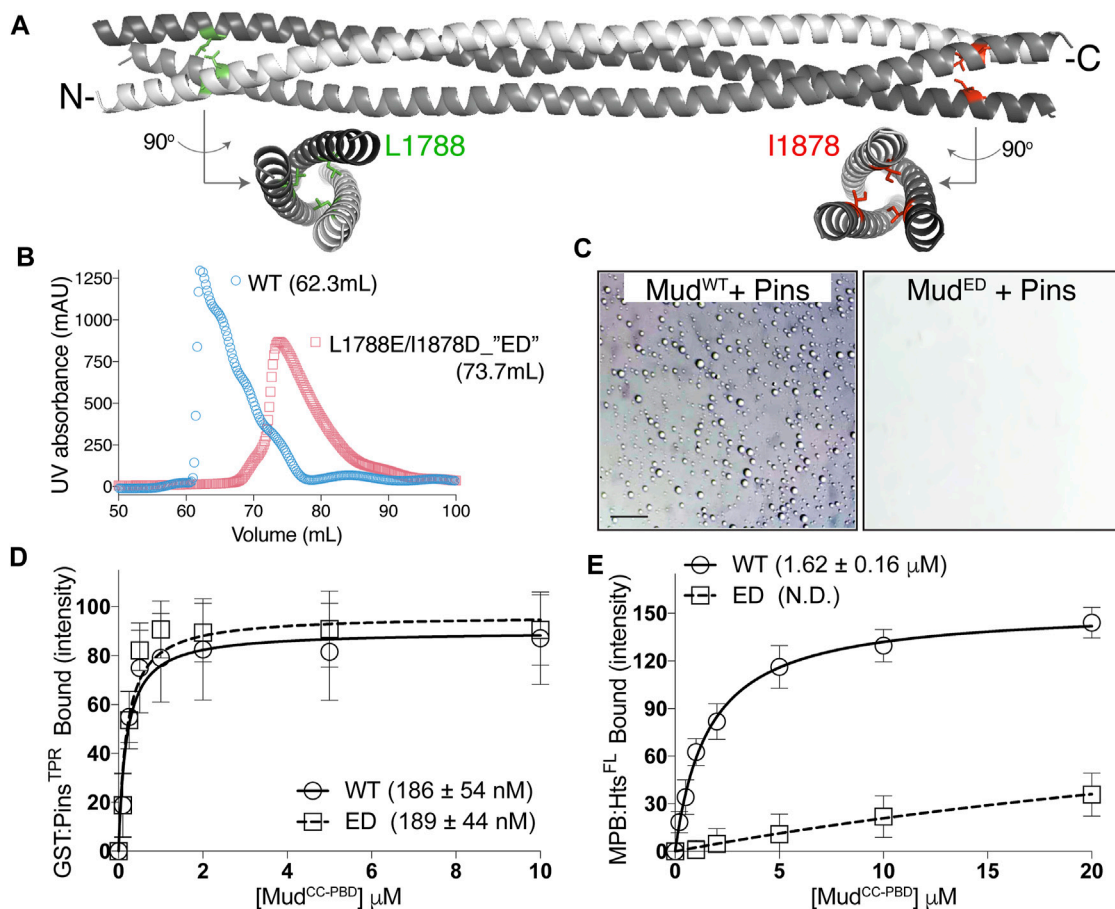 A
N-
-C
90°
L1788
I1878
90°
B
UV absorbance (mAU)
1250
1000
750
500
250
0
50
60
70
80
90
100
Volume (mL)
WT (62.3mL)
L1788E/I1878D_"ED"
(73.7mL)
C
Mud^WT + Pins
Mud^ED + Pins
D
GST:Pins^TPR Bound (intensity)
100
80
60
40
20
0
0
2
4
6
8
10
[Mud^CC-PBD] μM
WT (186 ± 54 nM)
ED (189 ± 44 nM)
E
MPB:Hts^FL Bound (intensity)
150
120
90
60
30
0
0
5
10
15
20
[Mud^CC-PBD] μM
WT (1.62 ± 0.16 μM)
ED (N.D.)